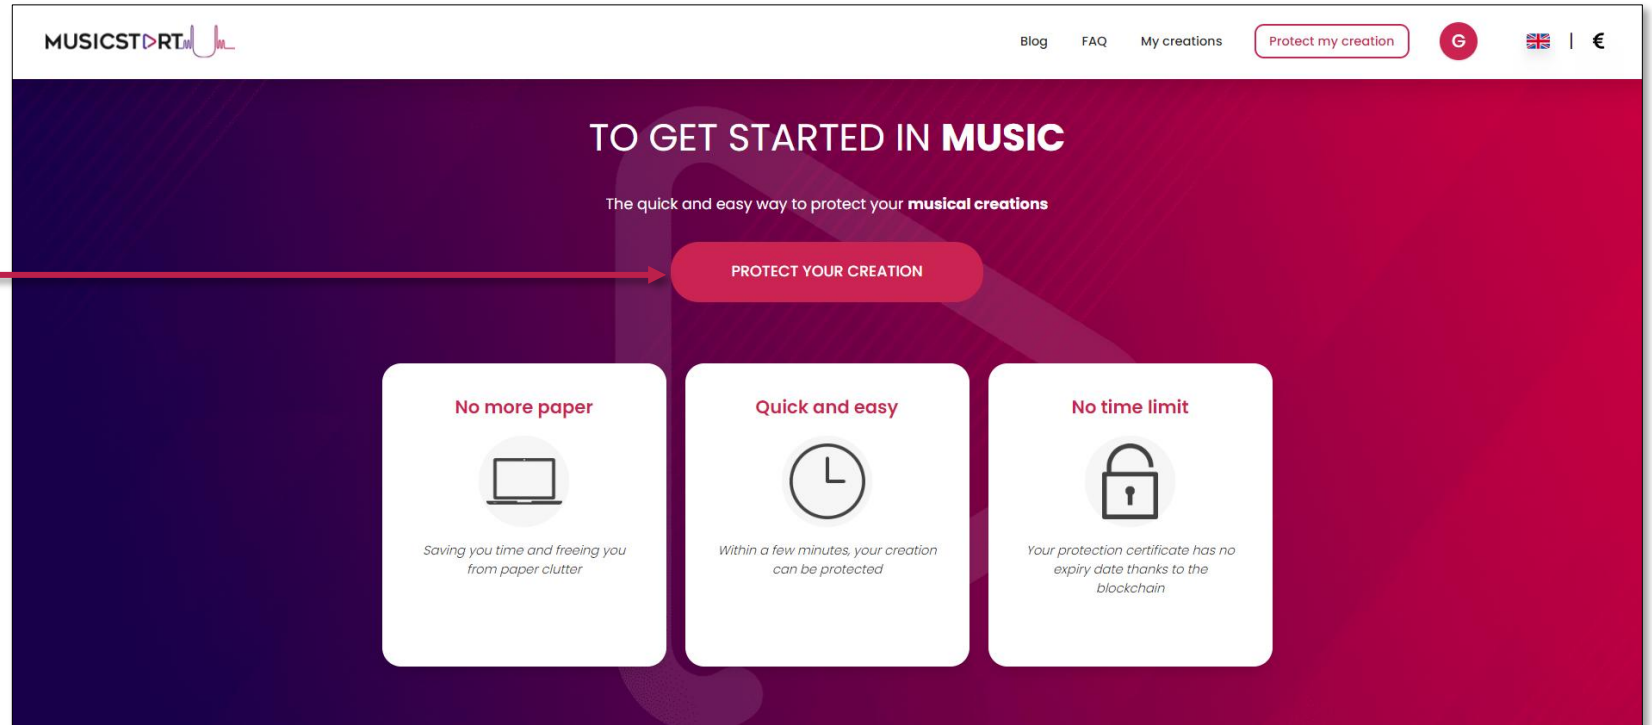 MUSICSTART
Blog FAQ My creations Protect my creation G | €
TO GET STARTED IN MUSIC
The quick and easy way to protect your musical creations
PROTECT YOUR CREATION
No more paper
Saving you time and freeing you
from paper clutter
Quick and easy
Within a few minutes, your creation
can be protected
No time limit
Your protection certificate has no
expiry date thanks to the
blockchain